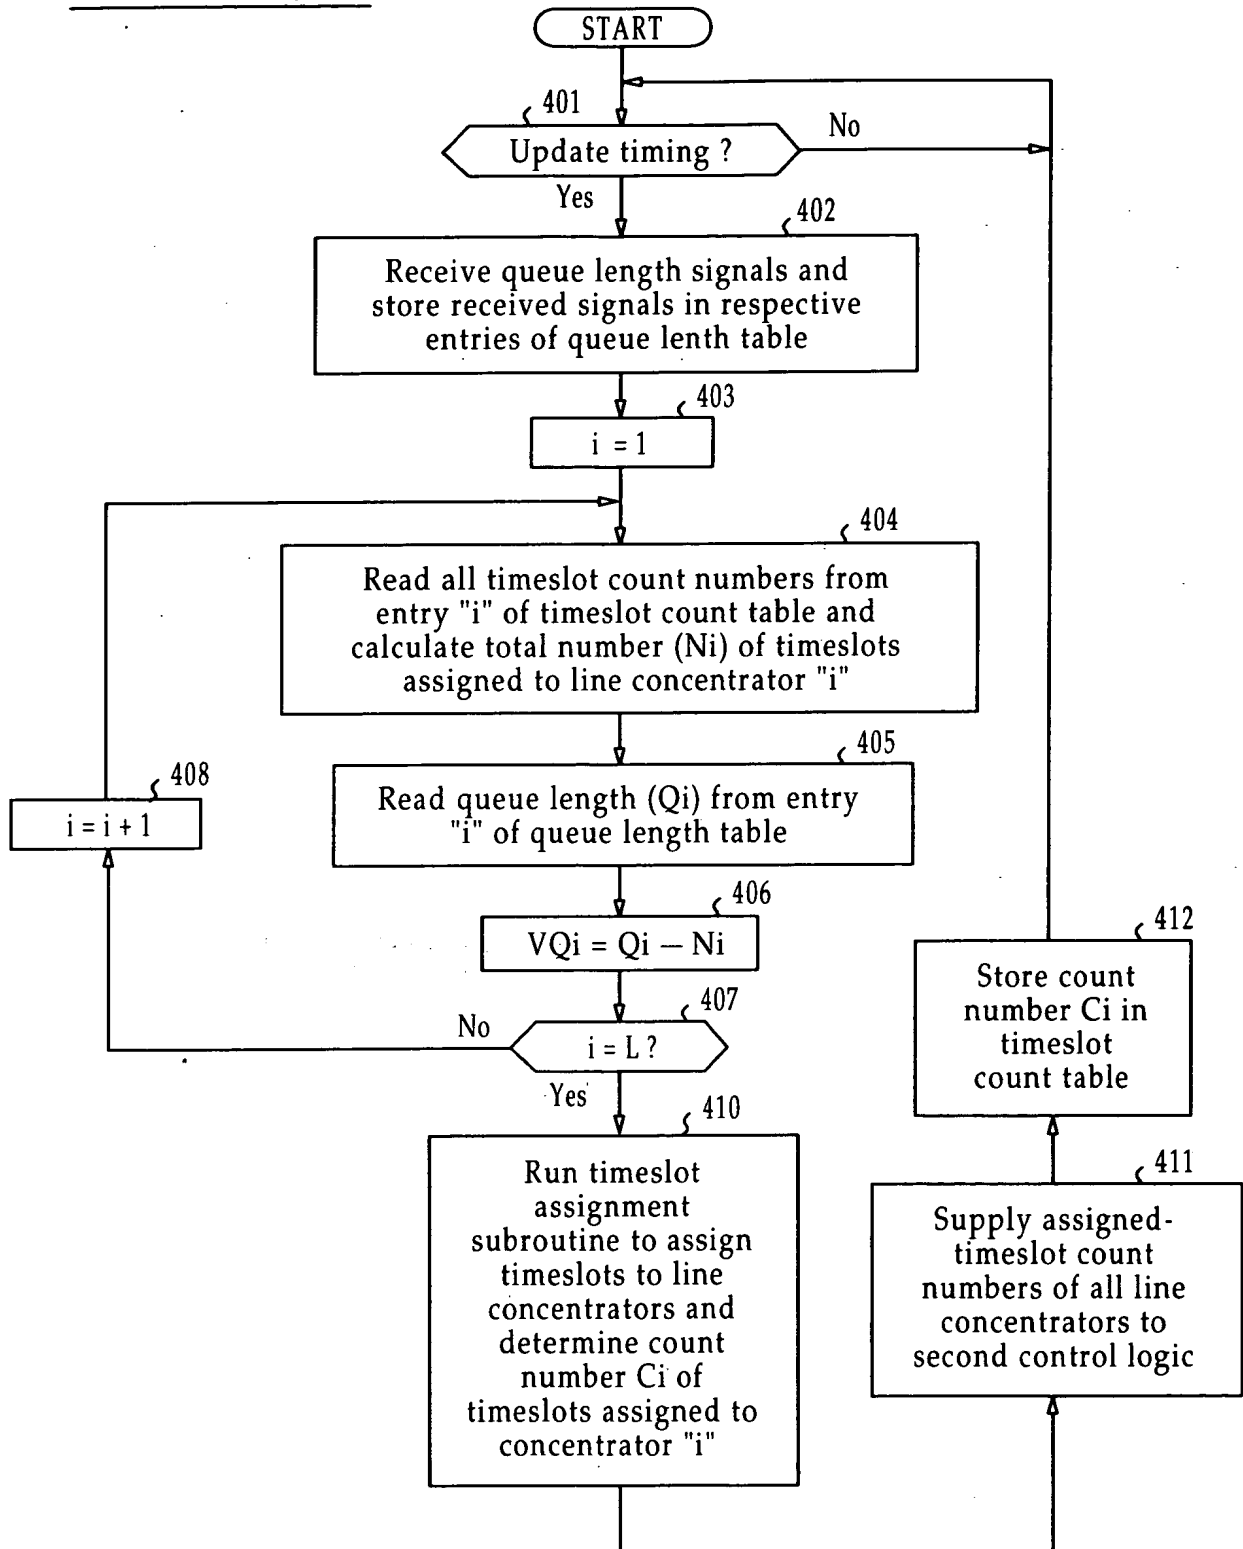 START
401
Update timing ?
No
Yes
402
Receive queue length signals and
store received signals in respective
entries of queue lenth table
403
i = 1
404
Read all timeslot count numbers from
entry "i" of timeslot count table and
calculate total number (Ni) of timeslots
assigned to line concentrator "i"
405
Read queue length (Qi) from entry
"i" of queue length table
408
i = i + 1
406
VQi = Qi — Ni
407
i = L ?
No
Yes
410
Run timeslot
assignment
subroutine to assign
timeslots to line
concentrators and
determine count
number Ci of
timeslots assigned to
concentrator "i"
412
Store count
number Ci in
timeslot
count table
411
Supply assigned-
timeslot count
numbers of all line
concentrators to
second control logic